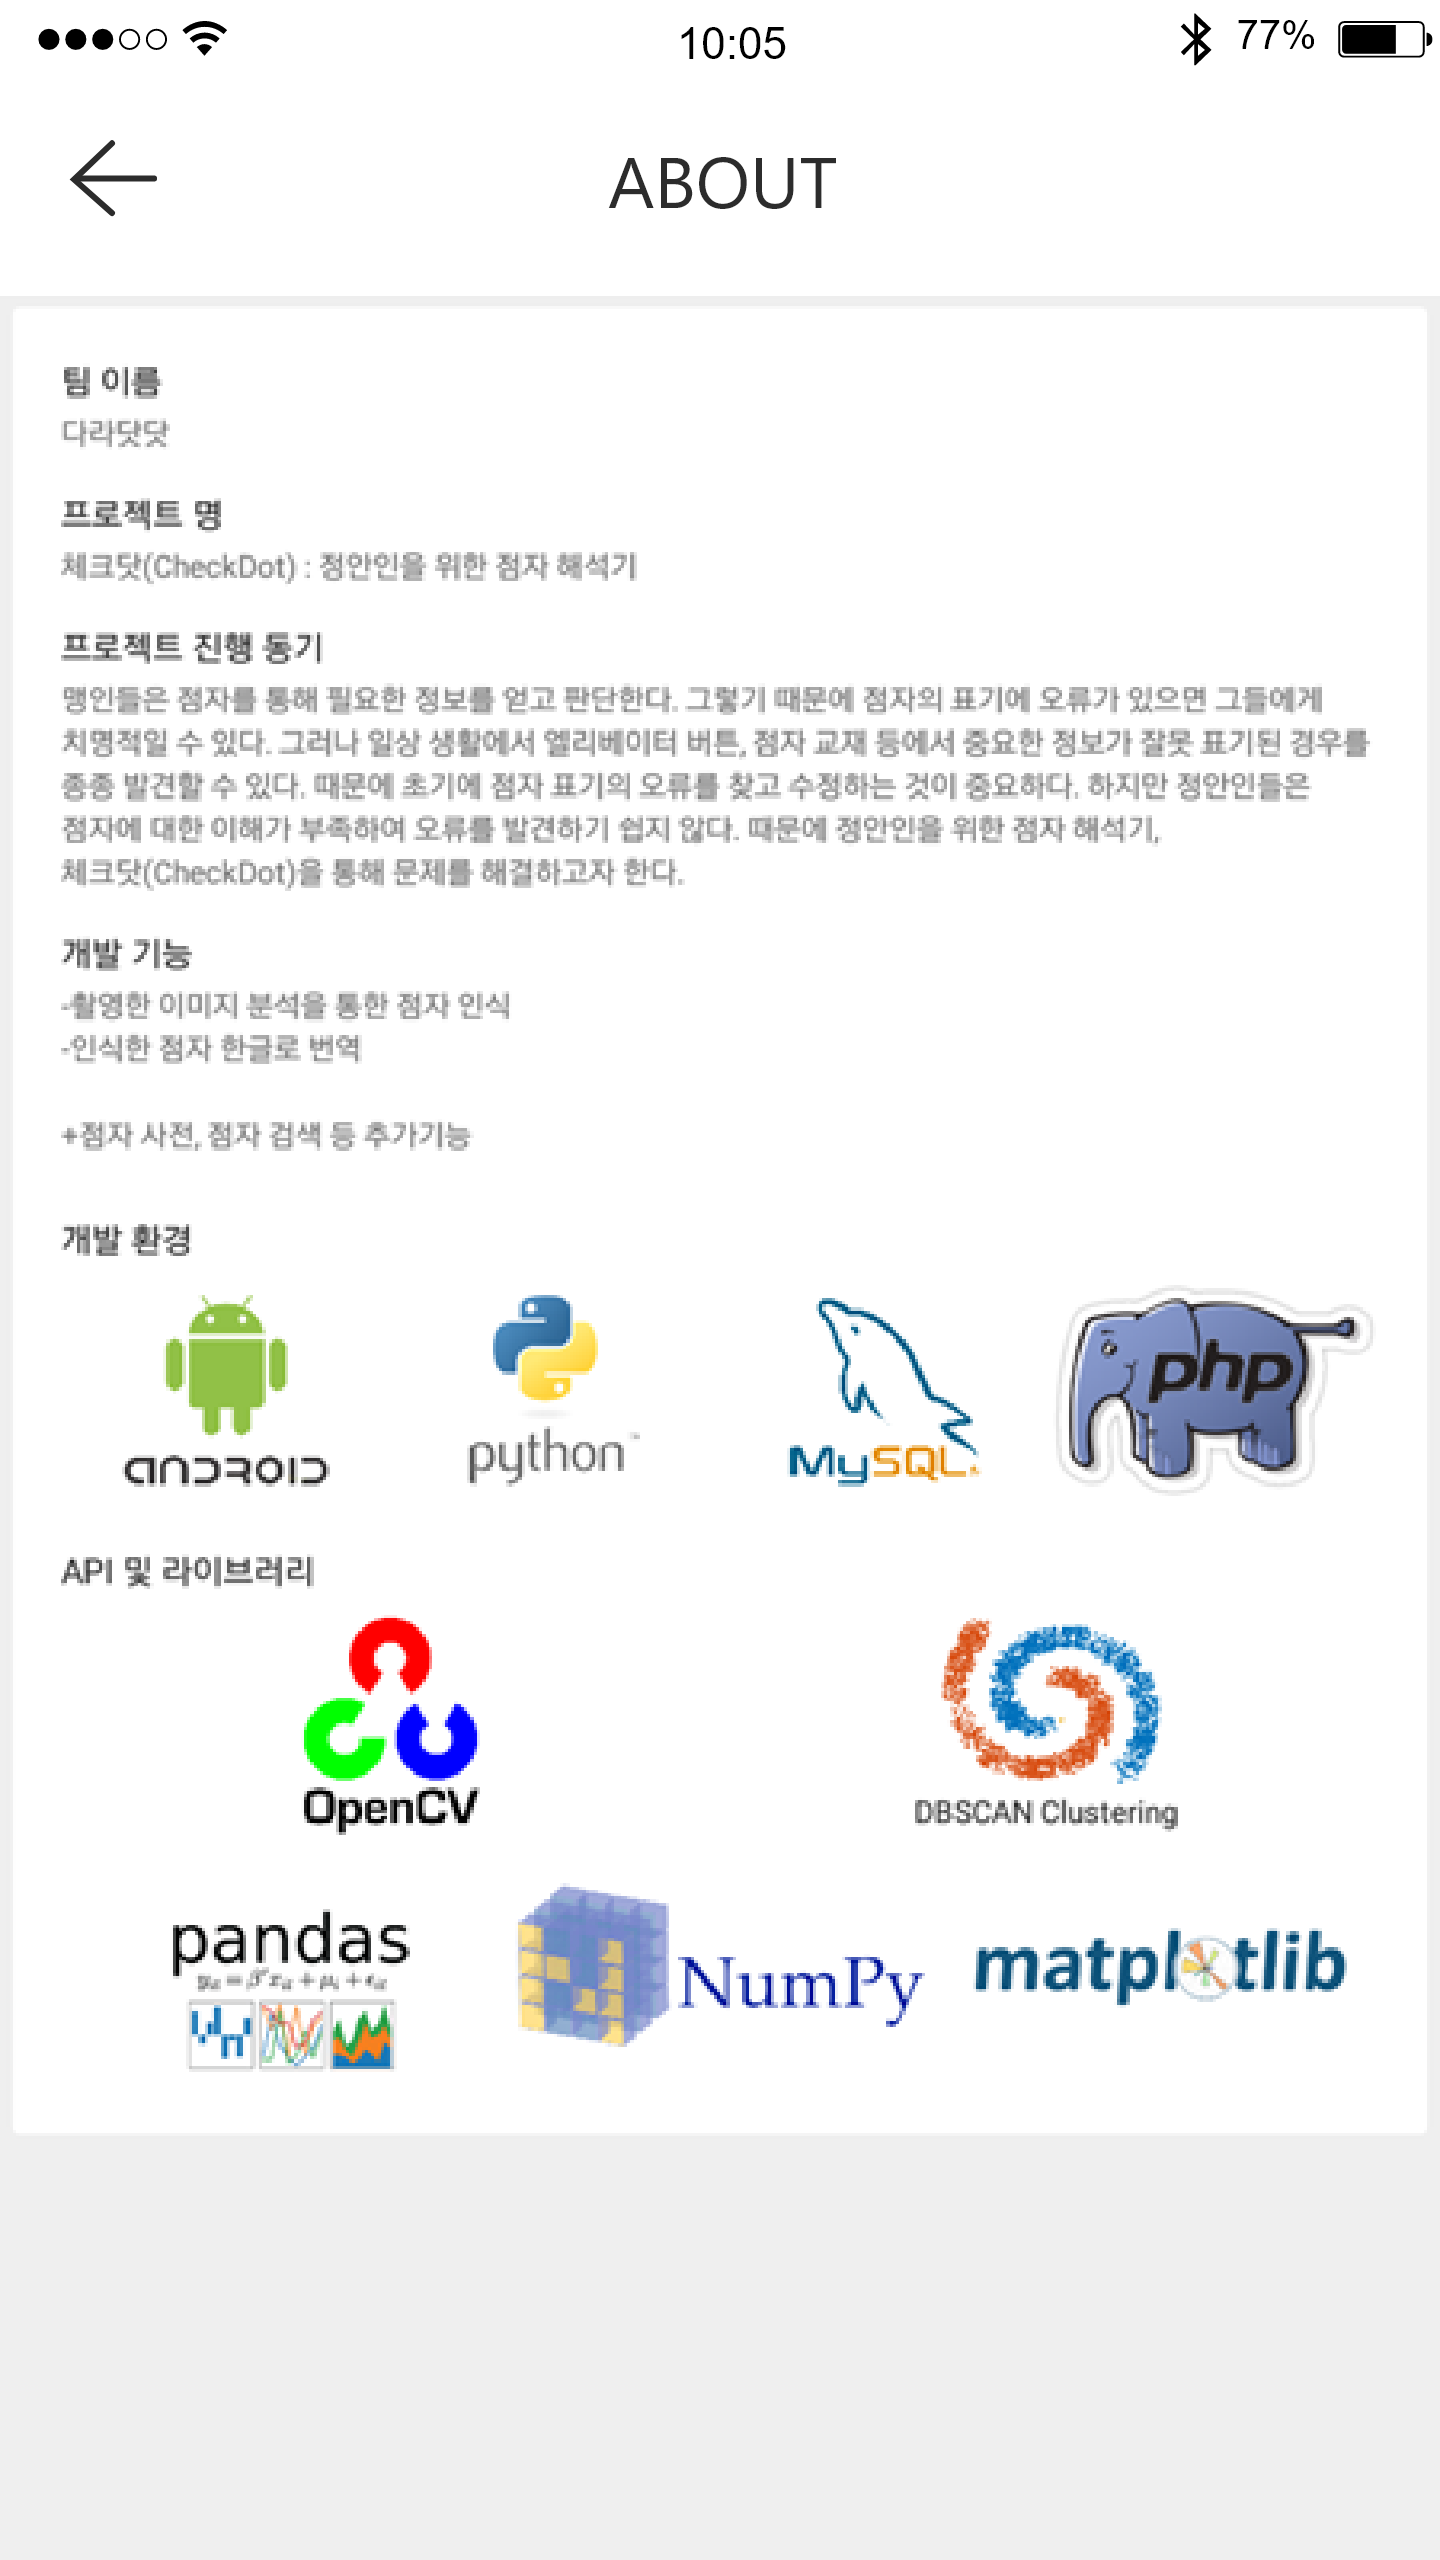 10:05
77%
ABOUT
팀 이름
다라닷닷
프로젝트 명
체크닷(CheckDot) : 정안인을 위한 점자 해석기
프로젝트 진행 동기
맹인들은 점자를 통해 필요한 정보를 얻고 판단한다. 그렇기 때문에 점자의 표기에 오류가 있으면 그들에게
치명적일 수 있다. 그러나 일상 생활에서 엘리베이터 버튼, 점자 교재 등에서 중요한 정보가 잘못 표기된 경우를
종종 발견할 수 있다. 때문에 초기에 점자 표기의 오류를 찾고 수정하는 것이 중요하다. 하지만 정안인들은
점자에 대한 이해가 부족하여 오류를 발견하기 쉽지 않다. 때문에 정안인을 위한 점자 해석기,
체크닷(CheckDot)을 통해 문제를 해결하고자 한다.
개발 기능
-촬영한 이미지 분석을 통한 점자 인식
-인식한 점자 한글로 번역
+점자 사전, 점자 검색 등 추가기능
개발 환경
ANDROID
python
MySQL
php
API 및 라이브러리
OpenCV
DBSCAN Clustering
pandas
NumPy
matplotlib